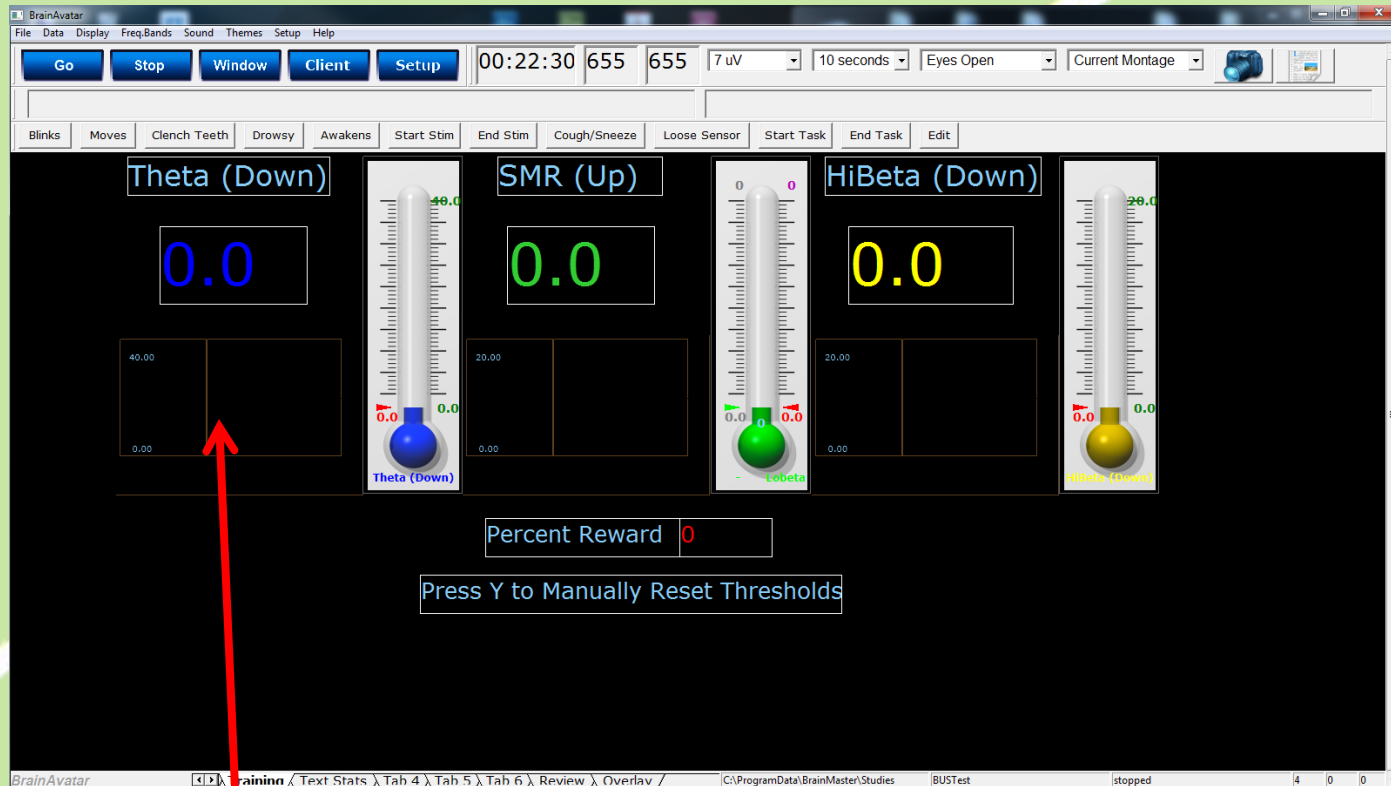 BrainAvatar
File Data Display Freq.Bands Sound Themes Setup Help
Go Stop Window Client Setup 00:22:30 655 655 7 uV 10 seconds Eyes Open Current Montage
Blinks Moves Clench Teeth Drowsy Awakens Start Stim End Stim Cough/Sneeze Loose Sensor Start Task End Task Edit
Theta (Down) SMR (Up) HiBeta (Down)
0 0
40.0 20.0
0.0 0.0 0.0
40.00 20.00 20.00
0.0 0.0 0.0 0 0.0 0.0 0.0
0.00 0.00 0.00
Theta (Down) - Lobeta HiBeta (Down)
Percent Reward 0
Press Y to Manually Reset Thresholds
BrainAvatar Training Text Stats Tab 4 Tab 5 Tab 6 Review Overlay C:\ProgramData\BrainMaster\Studies BUSTest stopped 4 0 0